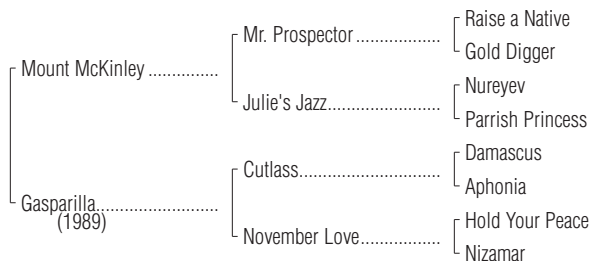 Raise a Native
Mr. Prospector ..................
Gold Digger
Mount McKinley ...............
Nureyev
Julie's Jazz........................
Parrish Princess
Damascus
Cutlass..............................
Aphonia
Gasparilla..........................
(1989)
Hold Your Peace
November Love.................
Nizamar